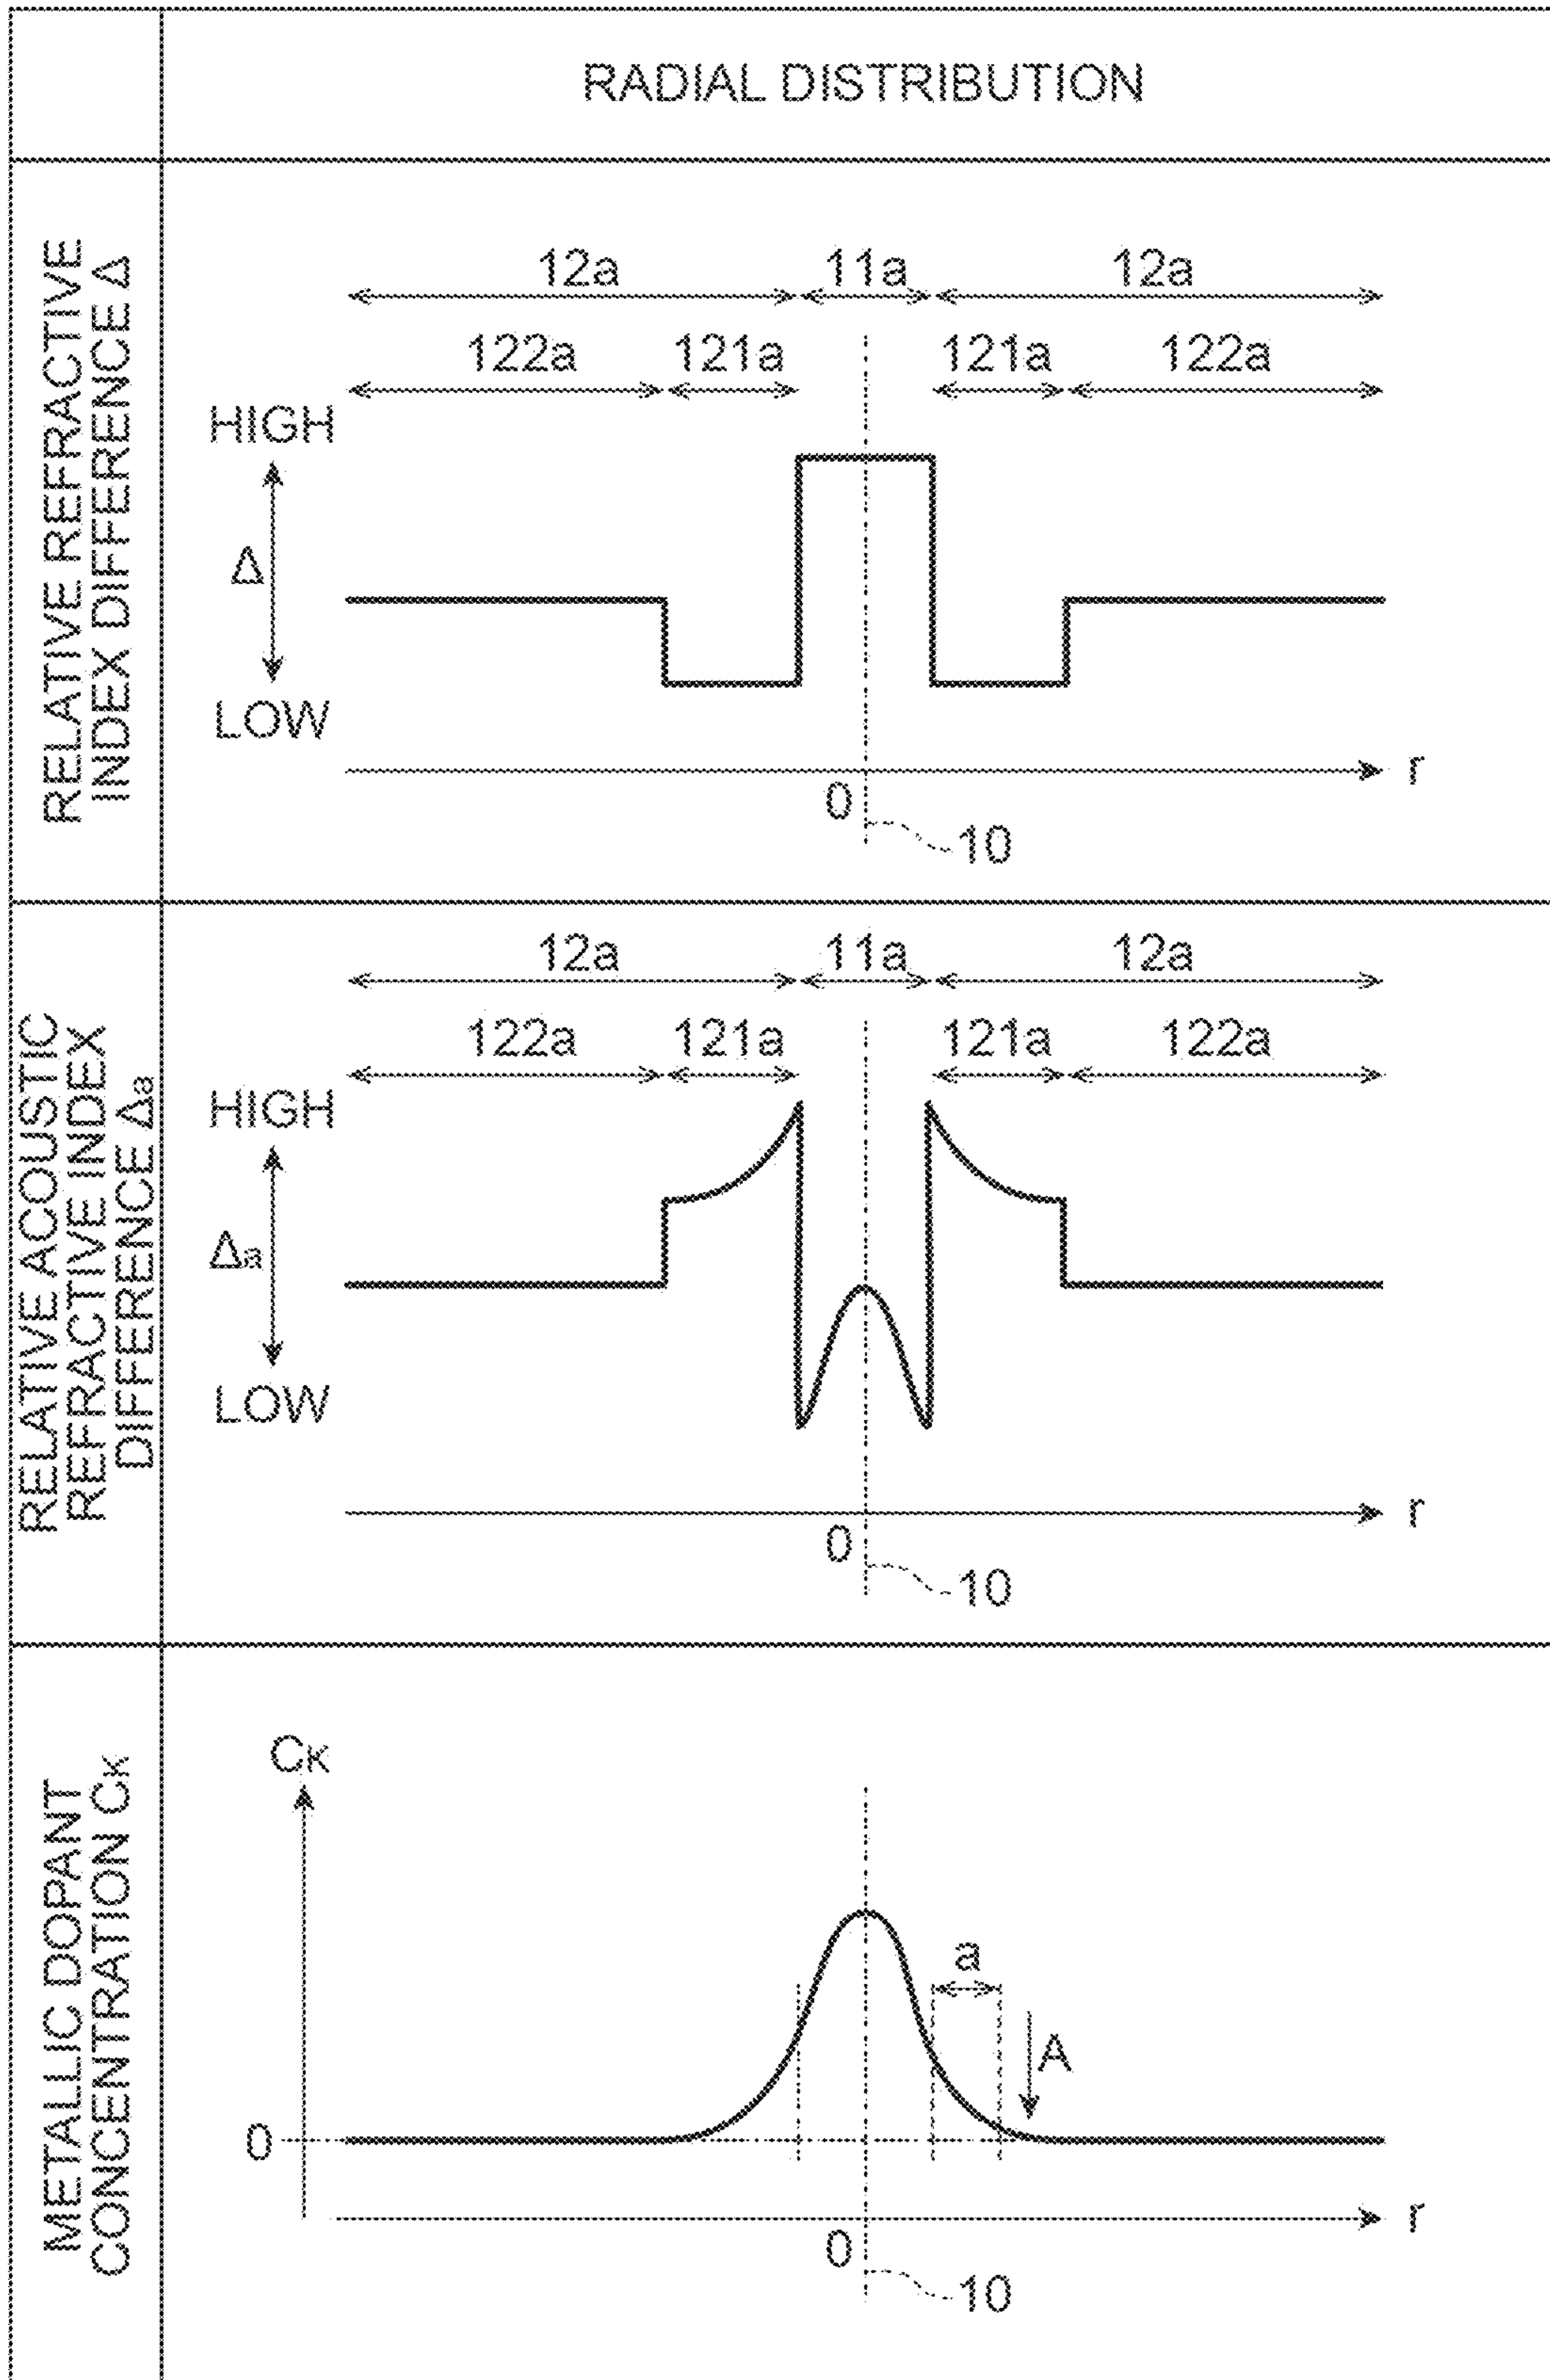 RADIAL DISTRIBUTION
RELATIVE REFRACTIVE
INDEX DIFFERENCE Δ
12a 11a 12a
122a 121a 121a 122a
HIGH
Δ
LOW
r
0
10
RELATIVE ACOUSTIC
REFRACTIVE INDEX
DIFFERENCE Δa
12a 11a 12a
122a 121a 121a 122a
HIGH
Δa
LOW
r
0
10
METALLIC DOPANT
CONCENTRATION CK
CK
a
A
0
r
0
10